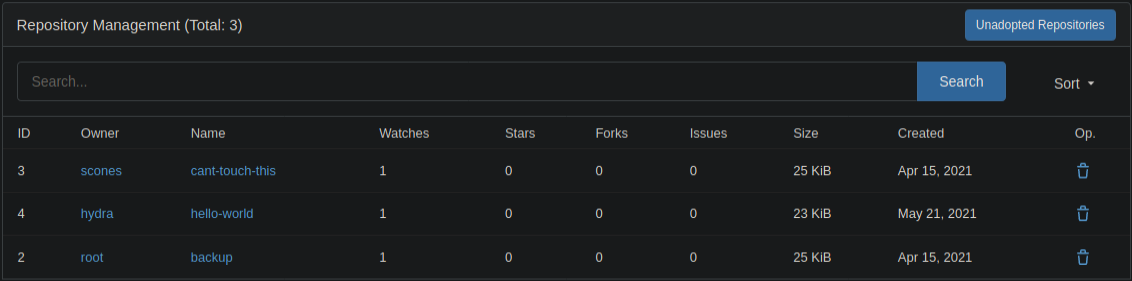 Repository Management (Total: 3) Unadopted Repositories
Search... Search Sort
ID Owner Name Watches Stars Forks Issues Size Created Op.
3 scones cant-touch-this 1 0 0 0 25 KiB Apr 15, 2021
4 hydra hello-world 1 0 0 0 23 KiB May 21, 2021
2 root backup 1 0 0 0 25 KiB Apr 15, 2021